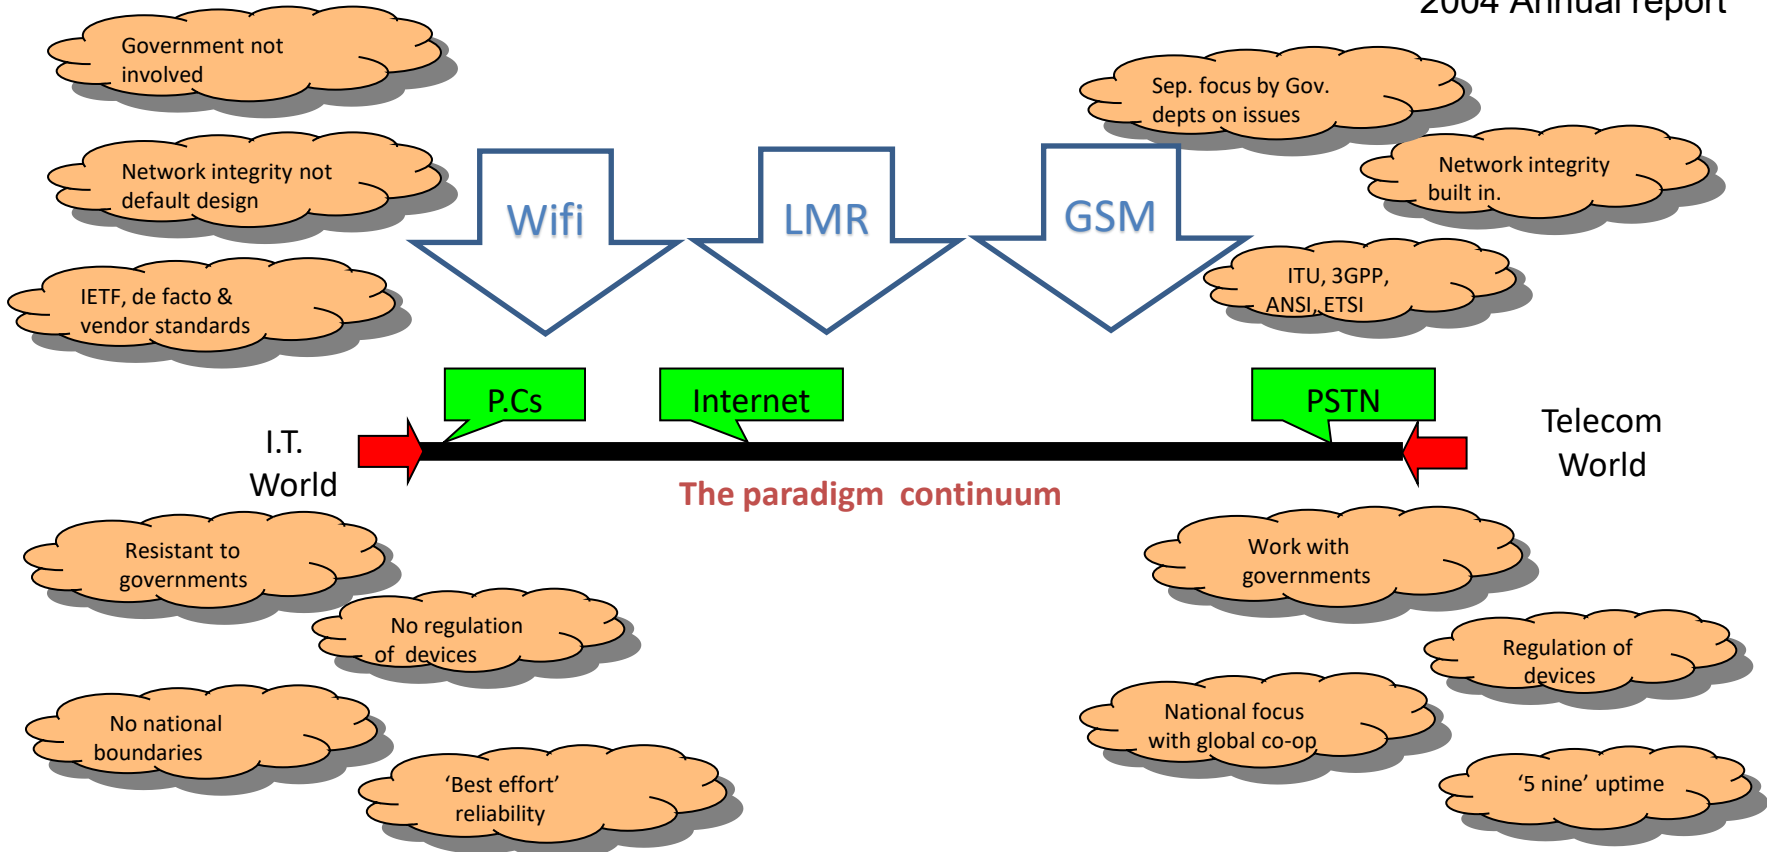 2004 Annual report
Government not
involved
Sep. focus by Gov.
depts on issues
Network integrity not
default design
Network integrity
built in.
Wifi
LMR
GSM
IETF, de facto &
vendor standards
ITU, 3GPP,
ANSI, ETSI
P.Cs
Internet
PSTN
I.T.
World
Telecom
World
The paradigm continuum
Resistant to
governments
Work with
governments
No regulation
of devices
Regulation of
devices
No national
boundaries
National focus
with global co-op
‘Best effort’
reliability
‘5 nine’ uptime